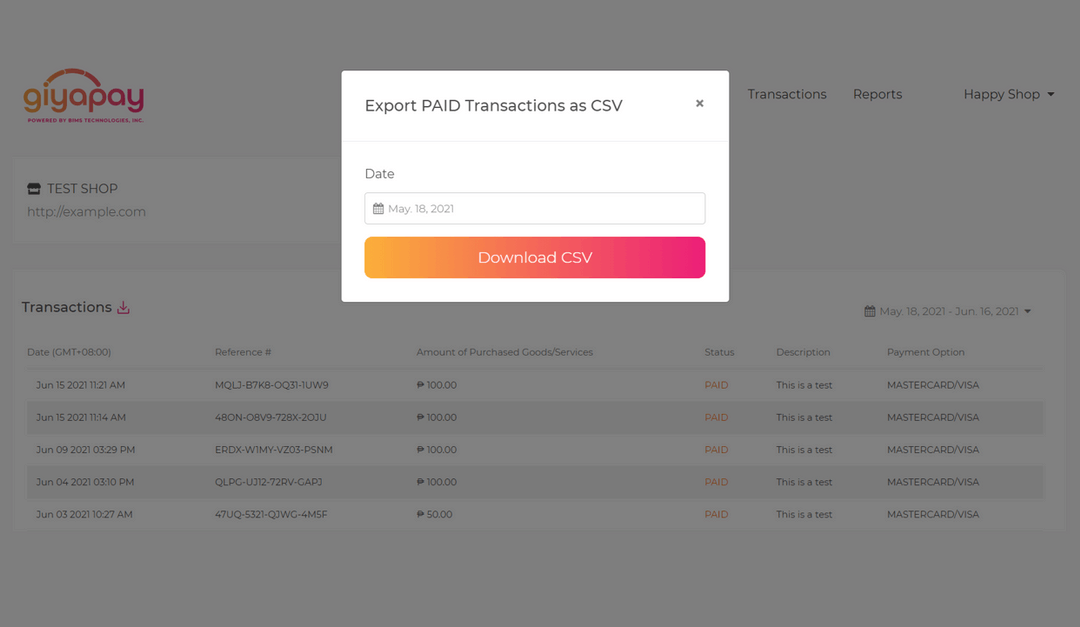 giyapay
POWERED BY BIMS TECHNOLOGIES, INC.
Transactions
Reports
Happy Shop
TEST SHOP
http://example.com
Export PAID Transactions as CSV
×
Date
May. 18, 2021
Download CSV
Transactions
May. 18, 2021 - Jun. 16, 2021
Date (GMT+08:00) Reference # Amount of Purchased Goods/Services Status Description Payment Option
Jun 15 2021 11:21 AM MQLJ-B7K8-OQ31-1UW9 ₱ 100.00 PAID This is a test MASTERCARD/VISA
Jun 15 2021 11:14 AM 48ON-O8V9-728X-2OJU ₱ 100.00 PAID This is a test MASTERCARD/VISA
Jun 09 2021 03:29 PM ERDX-W1MY-VZ03-PSNM ₱ 100.00 PAID This is a test MASTERCARD/VISA
Jun 04 2021 03:10 PM QLPG-UJ12-72RV-GAPJ ₱ 100.00 PAID This is a test MASTERCARD/VISA
Jun 03 2021 10:27 AM 47UQ-5321-QJWG-4M5F ₱ 50.00 PAID This is a test MASTERCARD/VISA